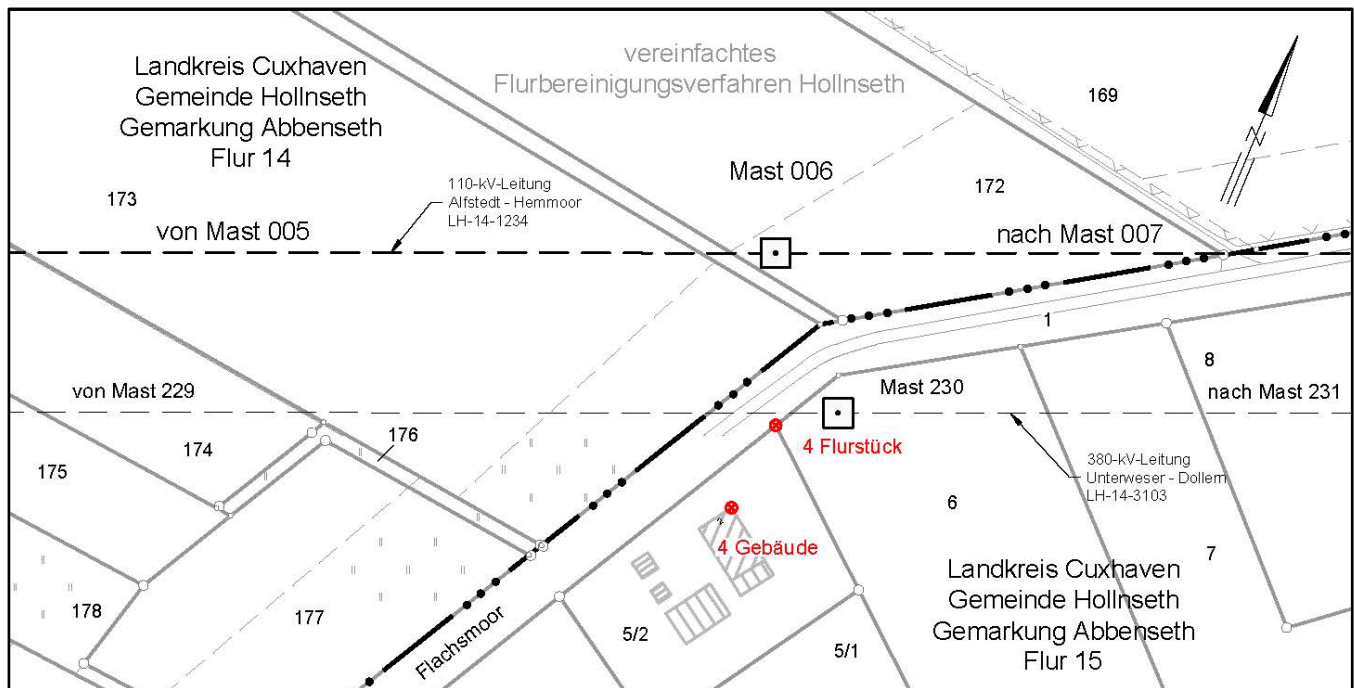 Landkreis Cuxhaven
Gemeinde Hollnseth
Gemarkung Abbenseth
Flur 14
vereinfachtes
Flurbereinigungsverfahren Hollnseth
169
N
173
110-kV-Leitung
Alfstedt - Hemmoor
LH-14-1234
Mast 006
172
von Mast 005
nach Mast 007
1
von Mast 229
Mast 230
8
nach Mast 231
174
176
175
4 Flurstück
380-kV-Leitung
Unterweser - Dollern
LH-14-3103
6
4 Gebäude
7
Landkreis Cuxhaven
Gemeinde Hollnseth
Gemarkung Abbenseth
Flur 15
178
177
Flachsmoor
5/2
5/1